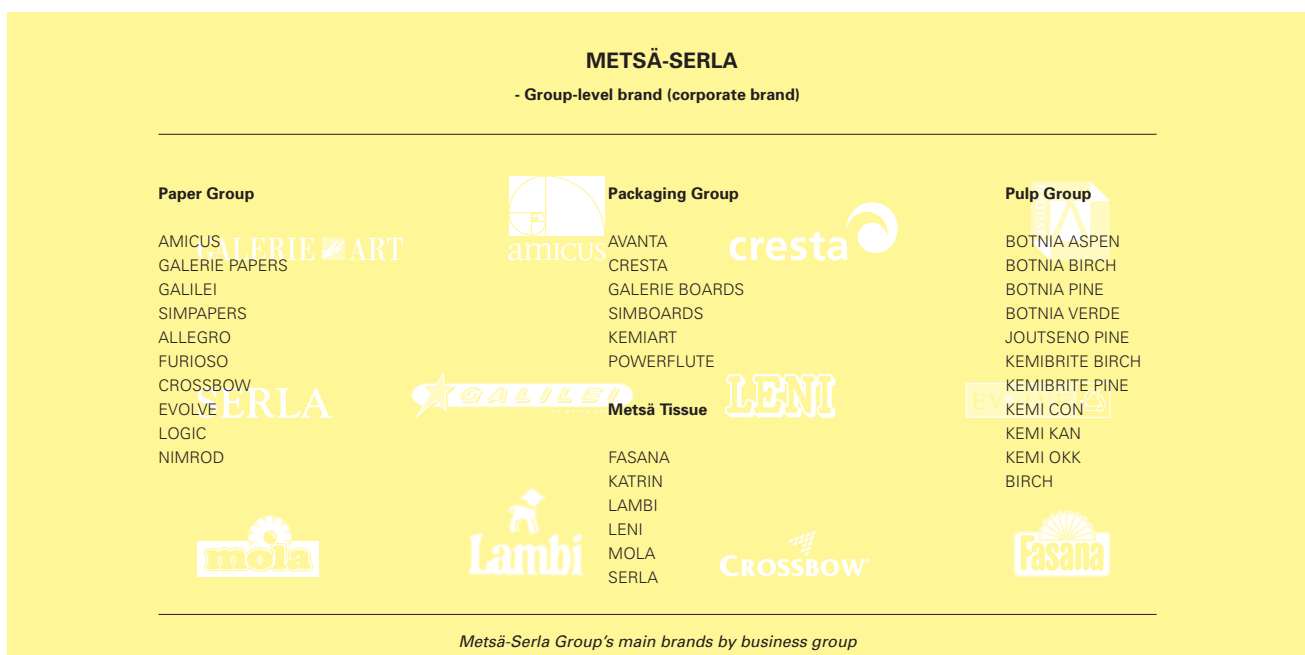 METSÄ-SERLA
- Group-level brand (corporate brand)
Paper Group
AMICUS
GALERIE PAPERS
GALILEI
SIMPAPERS
ALLEGRO
FURIOSO
CROSSBOW
EVOLVE
LOGIC
NIMROD
Packaging Group
AVANTA
CRESTA
GALERIE BOARDS
SIMBOARDS
KEMIART
POWERFLUTE
Metsä Tissue
FASANA
KATRIN
LAMBI
LENI
MOLA
SERLA
Pulp Group
BOTNIA ASPEN
BOTNIA BIRCH
BOTNIA PINE
BOTNIA VERDE
JOUTSENO PINE
KEMIBRITE BIRCH
KEMIBRITE PINE
KEMI CON
KEMI KAN
KEMI OKK
BIRCH
GALERIE ART
amicus
cresta
SERLA
GALILEI
LENI
mola
Lambi
CROSSBOW
Fasana
Metsä-Serla Group's main brands by business group